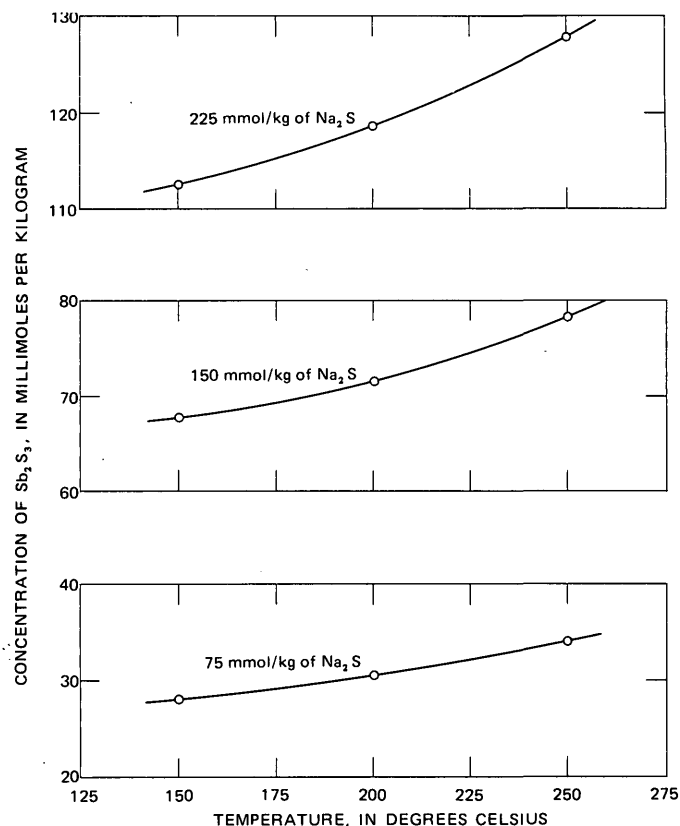 CONCENTRATION OF Sb₂S₃, IN MILLIMOLES PER KILOGRAM
130
120
110
225 mmol/kg of Na₂S
80
70
60
150 mmol/kg of Na₂S
40
30
20
75 mmol/kg of Na₂S
125 150 175 200 225 250 275
TEMPERATURE, IN DEGREES CELSIUS